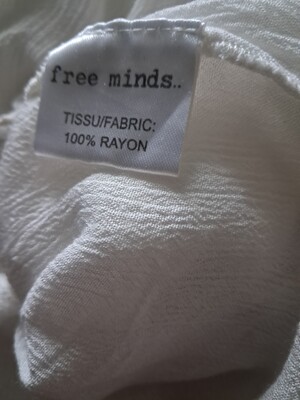 free minds..
TISSU/FABRIC:
100% RAYON